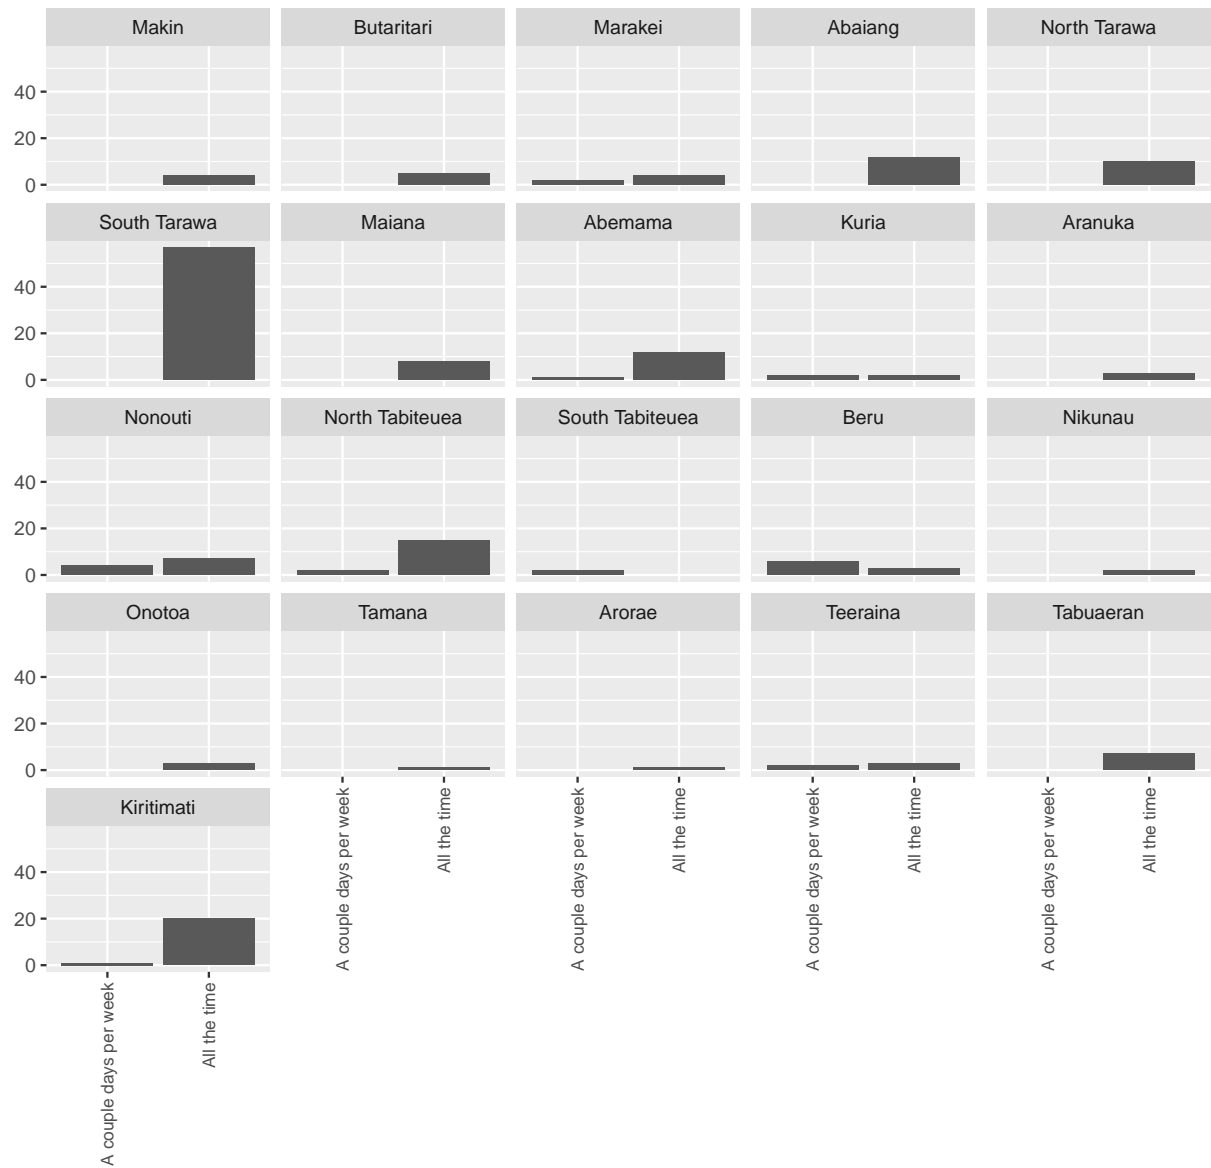 Makin Butaritari Marakei Abaiang North Tarawa
40
20
0
South Tarawa Maiana Abemama Kuria Aranuka
40
20
0
Nonouti North Tabiteuea South Tabiteuea Beru Nikunau
40
20
0
Onotoa Tamana Arorae Teeraina Tabuaeran
40
20
0
A couple days per week
All the time
A couple days per week
All the time
A couple days per week
All the time
A couple days per week
All the time
Kiritimati
40
20
0
A couple days per week
All the time